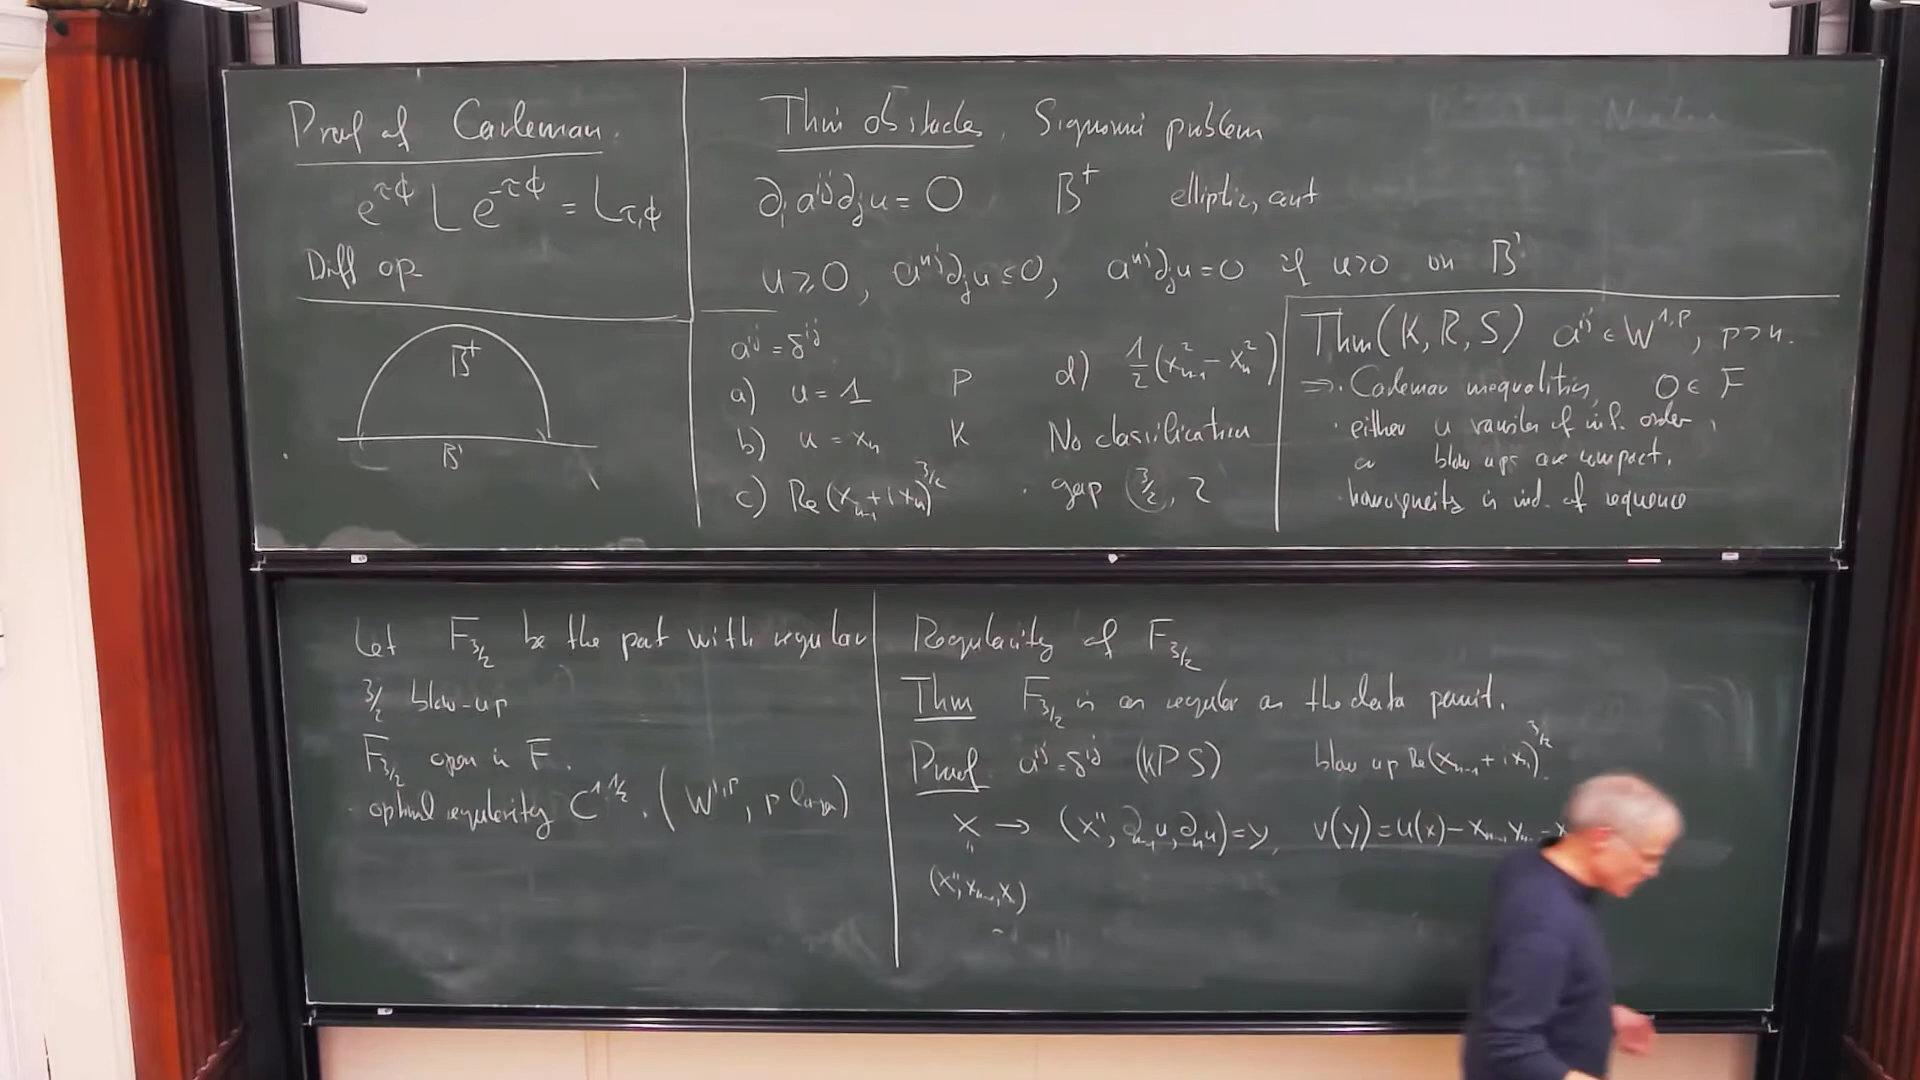 Proof of Carleman.
e^{τφ} L e^{-τφ} = L_{τ,φ}
Diff op
B⁺
B'
Thin obstacles, Signorini problem
∂_i a^{ij} ∂_j u = 0 B⁺ elliptic, cont
u ≥ 0, a^{nj} ∂_j u ≤ 0, a^{nj} ∂_j u = 0 if u > 0 on B'
a^{ij} = δ^{ij}
a) u = 1 P
b) u = x_n K
c) Re (x_{n-1} + i x_n)^{3/2}
d) 1/2 (x_{n-1}^2 - x_n^2)
No classification
· gap (3/2, 2
Thm (K, R, S) a^{ij} ∈ W^{1,p}, p > n.
⇒ · Carleman inequalities, 0 ∈ F
· either u vanishes of inf. order,
or blow ups are compact.
· homogeneity is ind. of sequence
Let F_{3/2} be the part with regular
3/2 blow-up
F_{3/2} open in F.
· optimal regularity C^{1,1/2}. (W^{1,p}, p large)
Regularity of F_{3/2}
Thm F_{3/2} is as regular as the data permit.
Proof a^{ij} = δ^{ij} (KPS) blow up Re (x_{n-1} + i x_n)^{3/2}.
x → (x'', ∂_{n-1} u, ∂_n u) = y, v(y) = u(x) - x_{n-1} y_{n-1} - x
"
(x'', x_{n-1}, x_n)